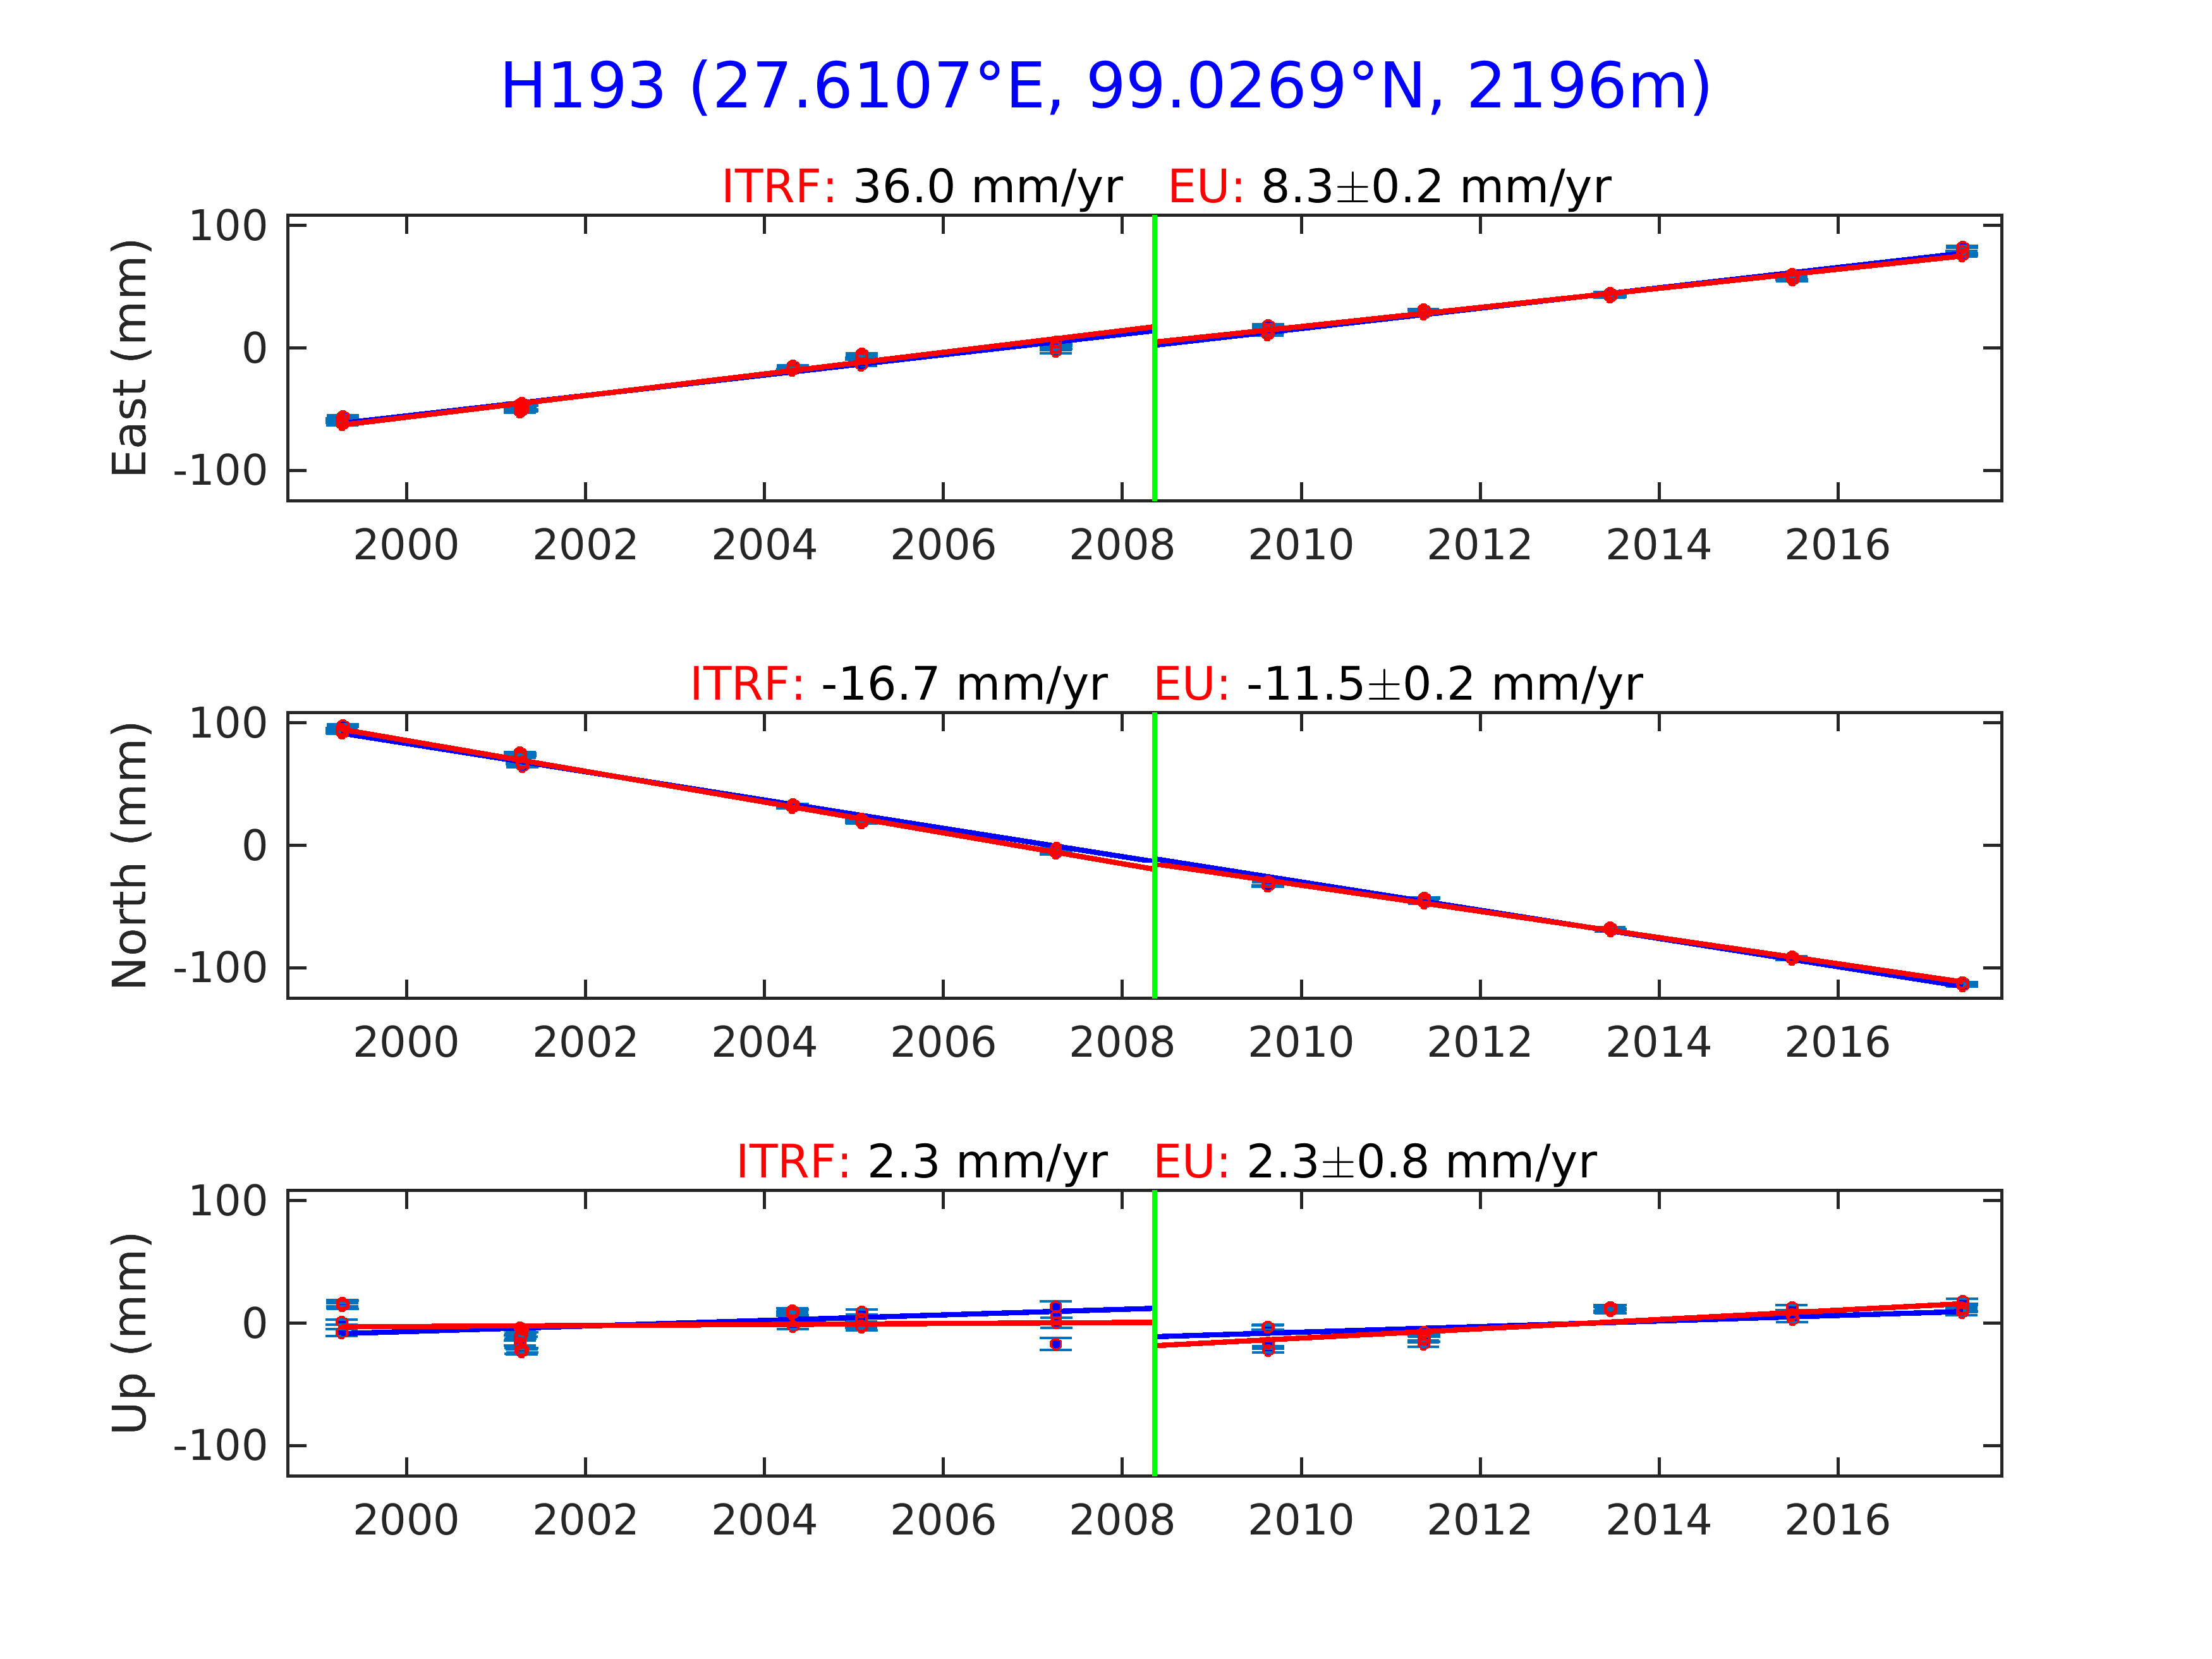 H193 (27.6107°E, 99.0269°N, 2196m)
ITRF: 36.0 mm/yr EU: 8.3±0.2 mm/yr
100
0
-100
East (mm)
2000 2002 2004 2006 2008 2010 2012 2014 2016
ITRF: -16.7 mm/yr EU: -11.5±0.2 mm/yr
100
0
-100
North (mm)
2000 2002 2004 2006 2008 2010 2012 2014 2016
ITRF: 2.3 mm/yr EU: 2.3±0.8 mm/yr
100
0
-100
Up (mm)
2000 2002 2004 2006 2008 2010 2012 2014 2016